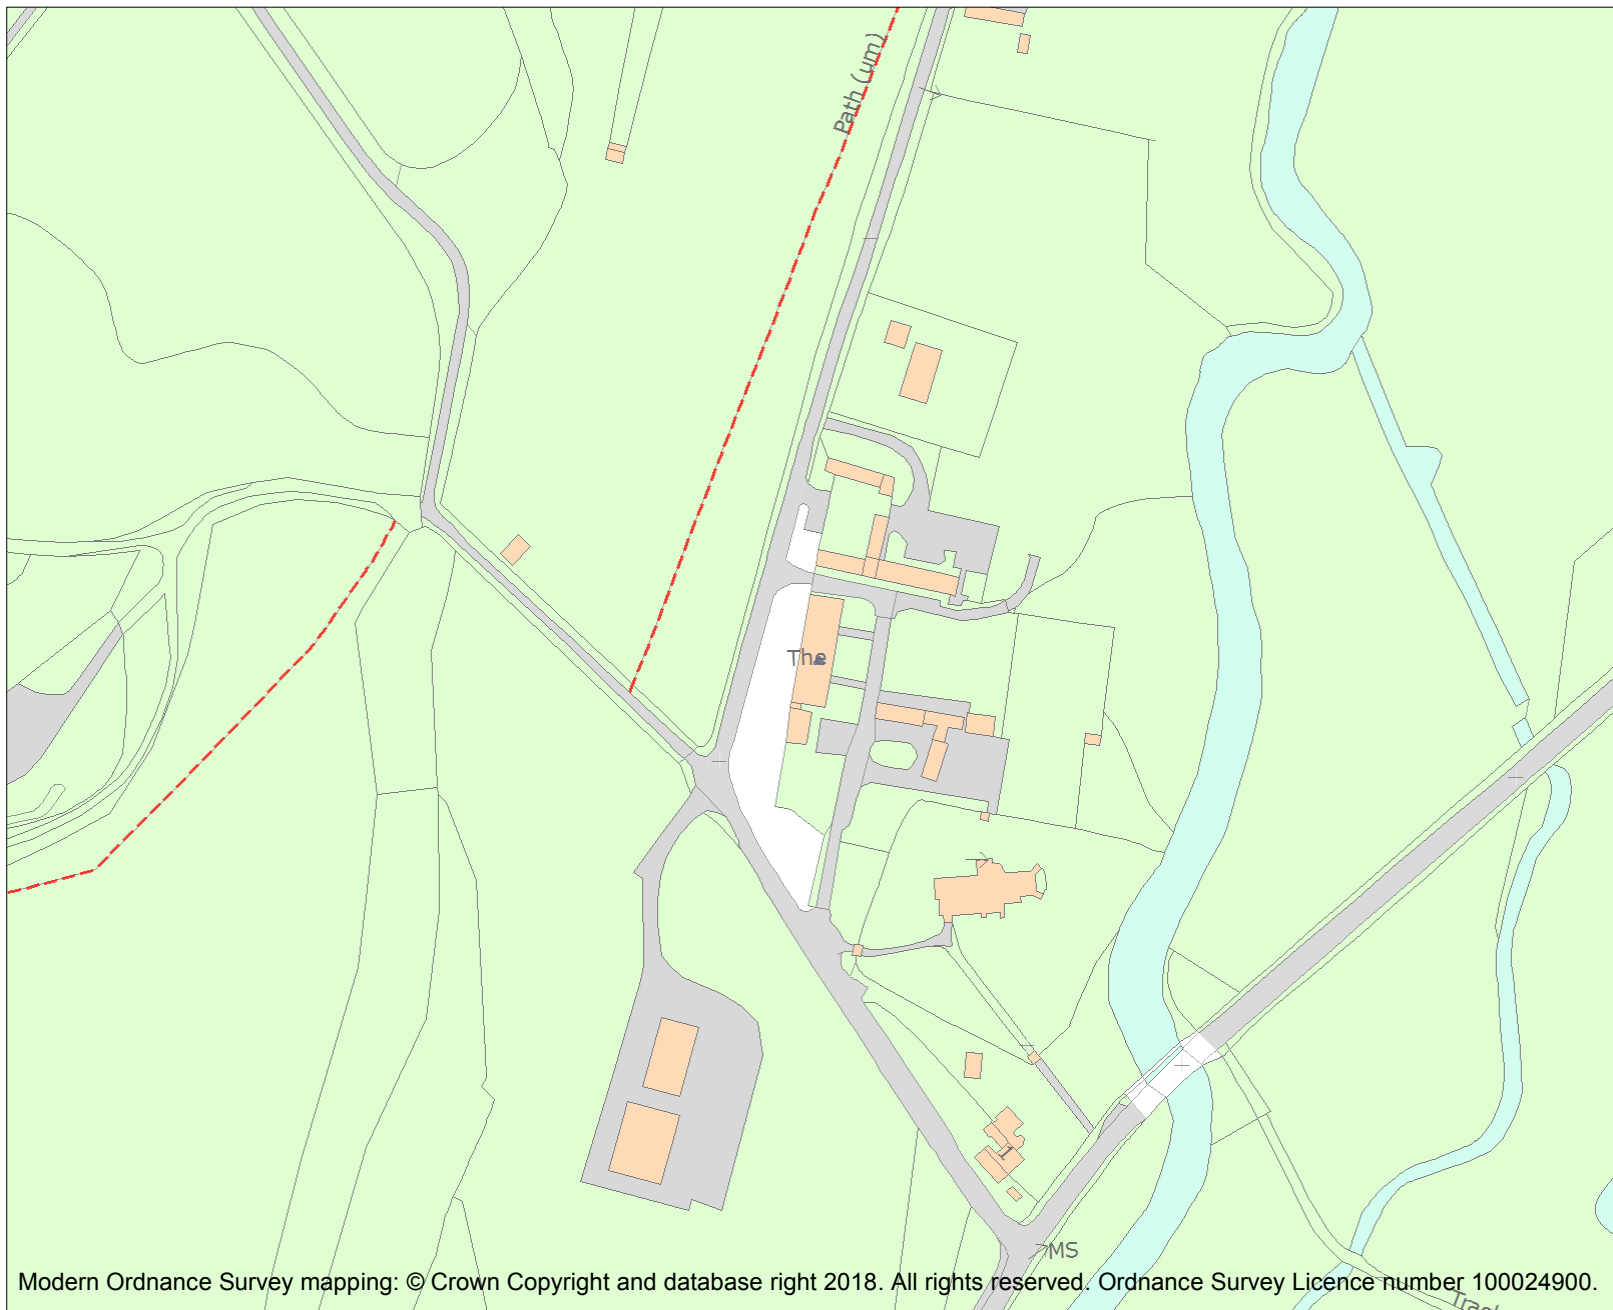 Path (um)
The
1
MS
Modern Ordnance Survey mapping: © Crown Copyright and database right 2018. All rights reserved. Ordnance Survey Licence number 100024900.